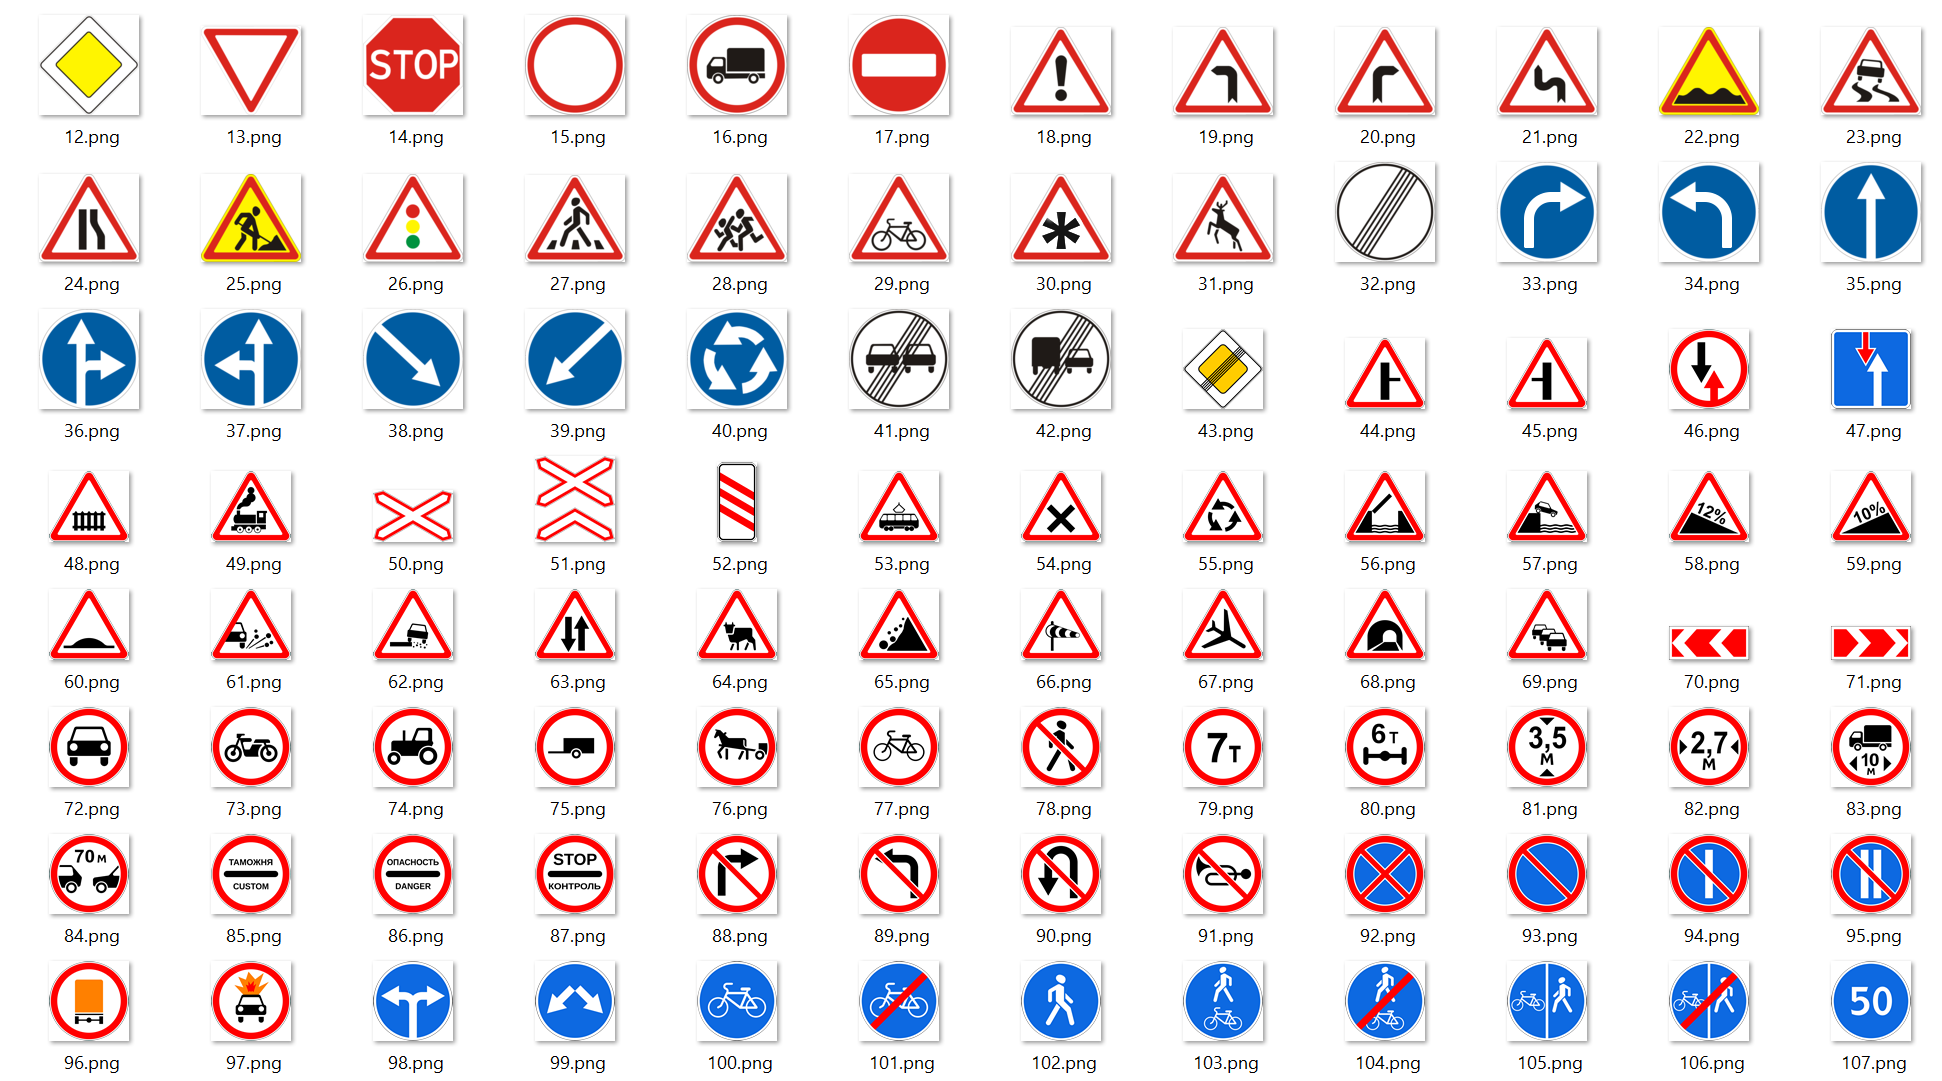 STOP
12.png 13.png 14.png 15.png 16.png 17.png 18.png 19.png 20.png 21.png 22.png 23.png
24.png 25.png 26.png 27.png 28.png 29.png 30.png 31.png 32.png 33.png 34.png 35.png
36.png 37.png 38.png 39.png 40.png 41.png 42.png 43.png 44.png 45.png 46.png 47.png
12% 10%
48.png 49.png 50.png 51.png 52.png 53.png 54.png 55.png 56.png 57.png 58.png 59.png
60.png 61.png 62.png 63.png 64.png 65.png 66.png 67.png 68.png 69.png 70.png 71.png
7т
6 т
3,5
м
2,7
м
10
м
72.png 73.png 74.png 75.png 76.png 77.png 78.png 79.png 80.png 81.png 82.png 83.png
70 м
ТАМОЖНЯ
CUSTOM
ОПАСНОСТЬ
DANGER
STOP
КОНТРОЛЬ
84.png 85.png 86.png 87.png 88.png 89.png 90.png 91.png 92.png 93.png 94.png 95.png
50
96.png 97.png 98.png 99.png 100.png 101.png 102.png 103.png 104.png 105.png 106.png 107.png